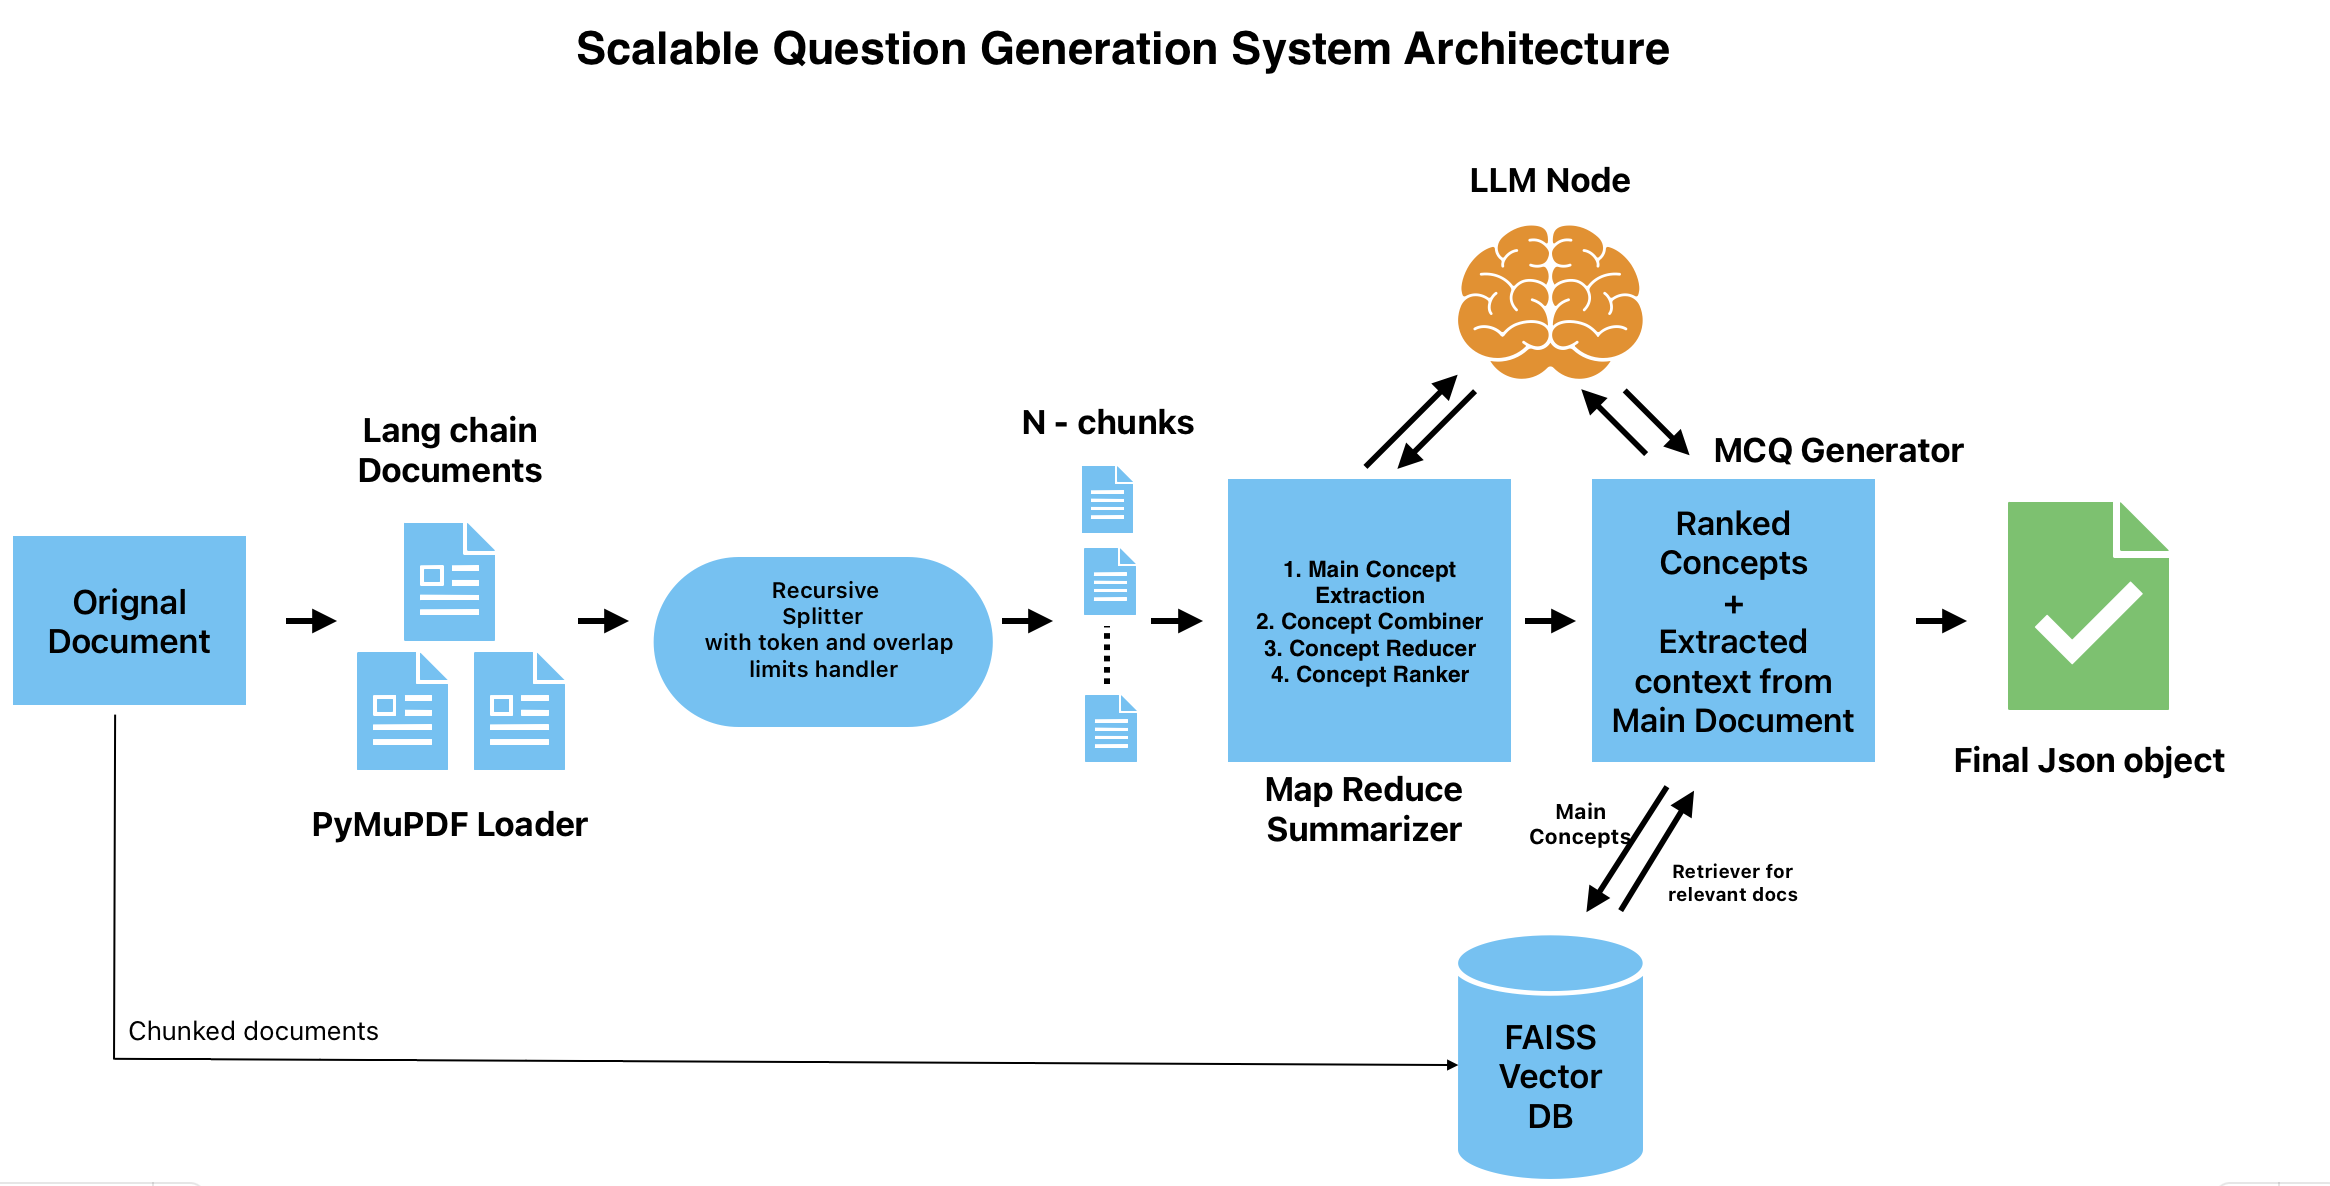 Scalable Question Generation System Architecture
LLM Node
Lang chain
Documents
N - chunks
MCQ Generator
Orignal
Document
Recursive
Splitter
with token and overlap
limits handler
1. Main Concept
Extraction
2. Concept Combiner
3. Concept Reducer
4. Concept Ranker
Ranked
Concepts
+
Extracted
context from
Main Document
PyMuPDF Loader
Map Reduce
Summarizer
Final Json object
Main
Concepts
Retriever for
relevant docs
Chunked documents
FAISS
Vector
DB